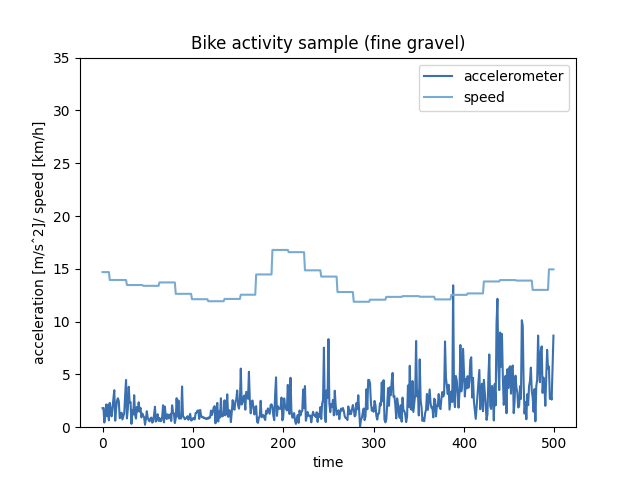 Bike activity sample (fine gravel)
accelerometer
speed
35
30
25
20
15
10
5
0
acceleration [m/sˆ2]/ speed [km/h]
0 100 200 300 400 500
time